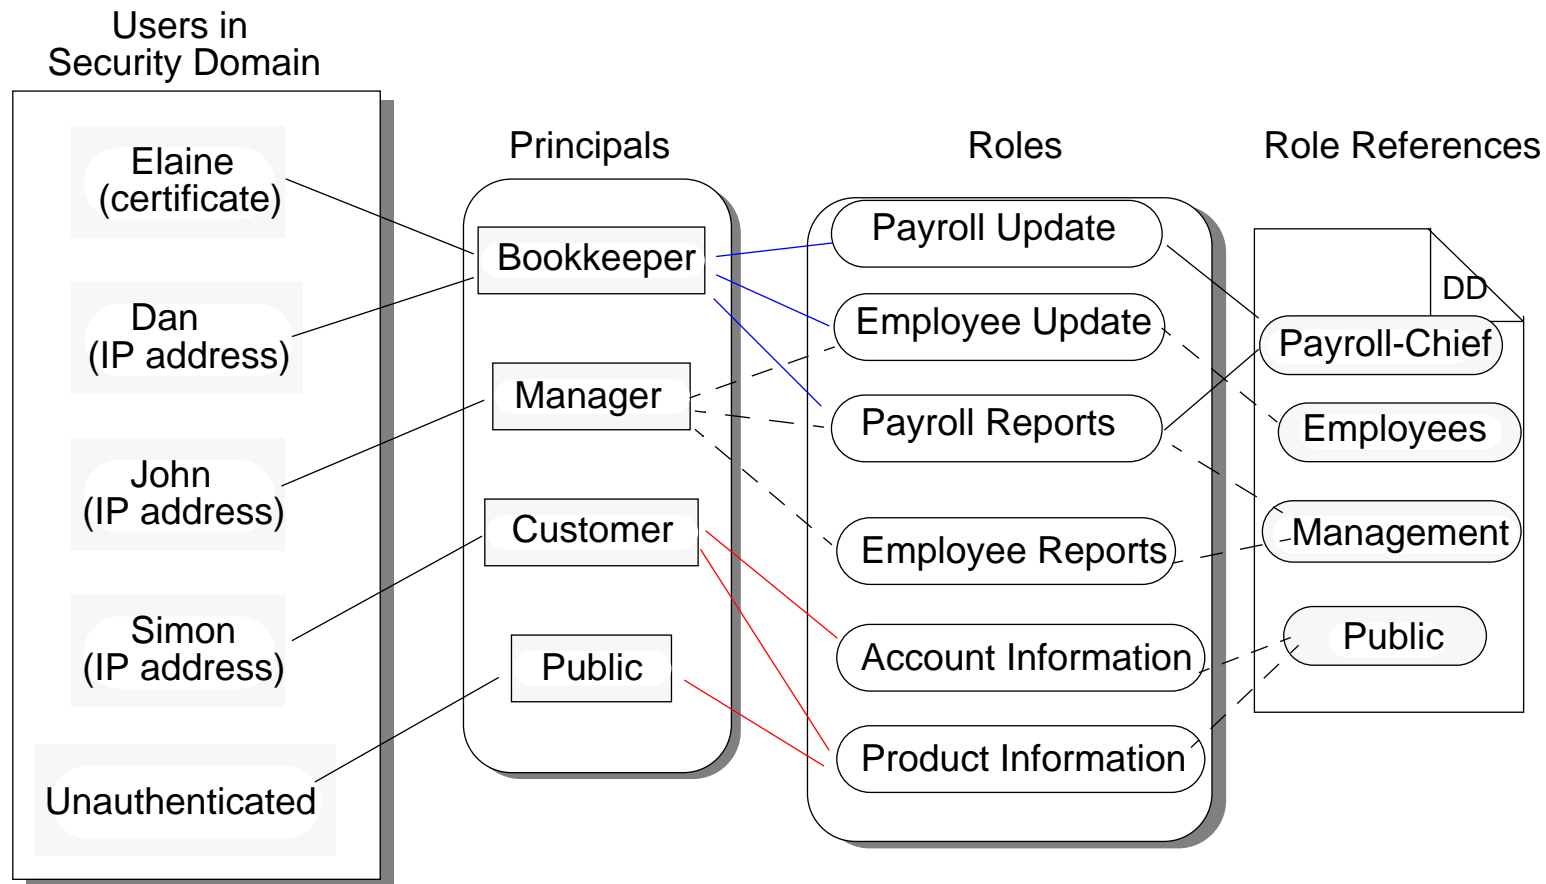 Users in
Security Domain
Elaine
(certificate)
Dan
(IP address)
John
(IP address)
Simon
(IP address)
Unauthenticated
Principals
Bookkeeper
Manager
Customer
Public
Roles
Payroll Update
Employee Update
Payroll Reports
Employee Reports
Account Information
Product Information
Role References
DD
Payroll-Chief
Employees
Management
Public